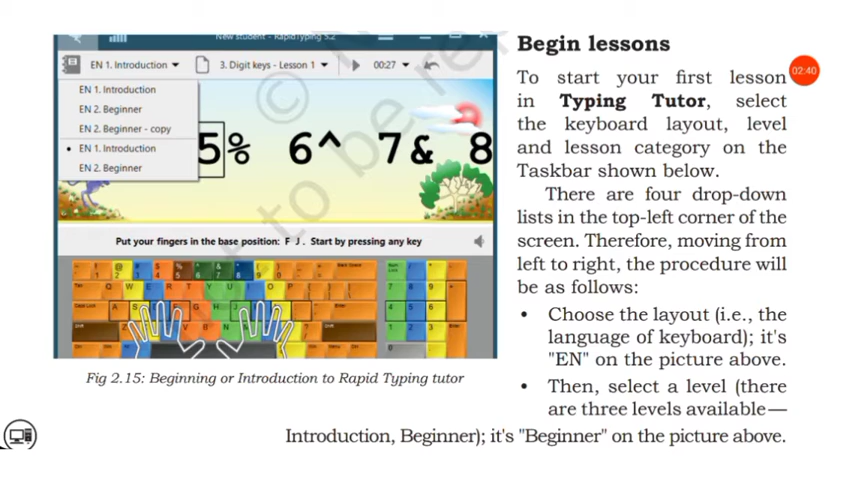 New student - RapidTyping 5.2
EN 1. Introduction
3. Digit keys - Lesson 1
00:27
EN 1. Introduction
EN 2. Beginner
EN 2. Beginner - copy
EN 1. Introduction
EN 2. Beginner
5% 6^ 7& 8
Put your fingers in the base position: F J. Start by pressing any key
Fig 2.15: Beginning or Introduction to Rapid Typing tutor
Begin lessons
02:40
To start your first lesson
in Typing Tutor, select
the keyboard layout, level
and lesson category on the
Taskbar shown below.
There are four drop-down
lists in the top-left corner of the
screen. Therefore, moving from
left to right, the procedure will
be as follows:
• Choose the layout (i.e., the
language of keyboard); it's
"EN" on the picture above.
• Then, select a level (there
are three levels available—
Introduction, Beginner); it's "Beginner" on the picture above.